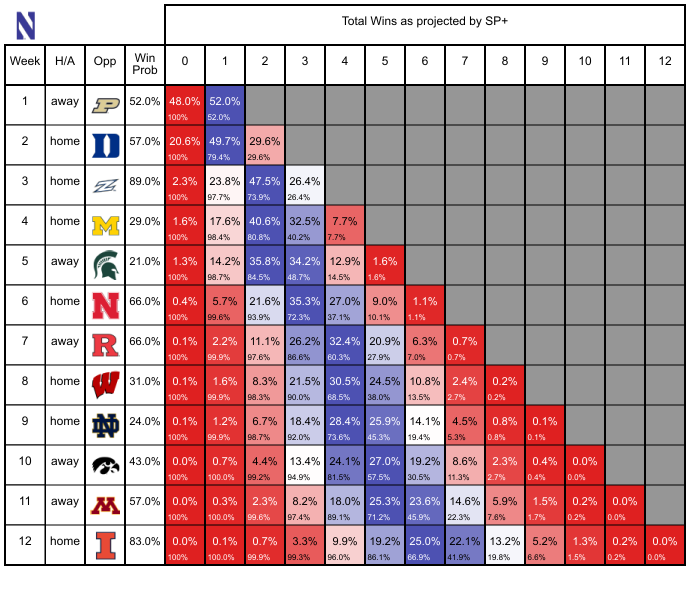 N
Total Wins as projected by SP+
Week H/A Opp Win Prob 0 1 2 3 4 5 6 7 8 9 10 11 12
1 away P 52.0% 48.0% 52.0%
100% 52.0%
2 home D 57.0% 20.6% 49.7% 29.6%
100% 79.4% 29.6%
3 home Z 89.0% 2.3% 23.8% 47.5% 26.4%
100% 97.7% 73.9% 26.4%
4 home M 29.0% 1.6% 17.6% 40.6% 32.5% 7.7%
100% 98.4% 80.8% 40.2% 7.7%
5 away 21.0% 1.3% 14.2% 35.8% 34.2% 12.9% 1.6%
100% 98.7% 84.5% 48.7% 14.5% 1.6%
6 home N 66.0% 0.4% 5.7% 21.6% 35.3% 27.0% 9.0% 1.1%
100% 99.6% 93.9% 72.3% 37.1% 10.1% 1.1%
7 away R 66.0% 0.1% 2.2% 11.1% 26.2% 32.4% 20.9% 6.3% 0.7%
100% 99.9% 97.6% 86.6% 60.3% 27.9% 7.0% 0.7%
8 home W 31.0% 0.1% 1.6% 8.3% 21.5% 30.5% 24.5% 10.8% 2.4% 0.2%
100% 99.9% 98.3% 90.0% 68.5% 38.0% 13.5% 2.7% 0.2%
9 home ND 24.0% 0.1% 1.2% 6.7% 18.4% 28.4% 25.9% 14.1% 4.5% 0.8% 0.1%
100% 99.9% 98.7% 92.0% 73.6% 45.3% 19.4% 5.3% 0.8% 0.1%
10 away 43.0% 0.0% 0.7% 4.4% 13.4% 24.1% 27.0% 19.2% 8.6% 2.3% 0.4% 0.0%
100% 100.0% 99.2% 94.9% 81.5% 57.5% 30.5% 11.3% 2.7% 0.4% 0.0%
11 away M 57.0% 0.0% 0.3% 2.3% 8.2% 18.0% 25.3% 23.6% 14.6% 5.9% 1.5% 0.2% 0.0%
100% 100.0% 99.6% 97.4% 89.1% 71.2% 45.9% 22.3% 7.6% 1.7% 0.2% 0.0%
12 home I 83.0% 0.0% 0.1% 0.7% 3.3% 9.9% 19.2% 25.0% 22.1% 13.2% 5.2% 1.3% 0.2% 0.0%
100% 100.0% 99.9% 99.3% 96.0% 86.1% 66.9% 41.9% 19.8% 6.6% 1.5% 0.2% 0.0%